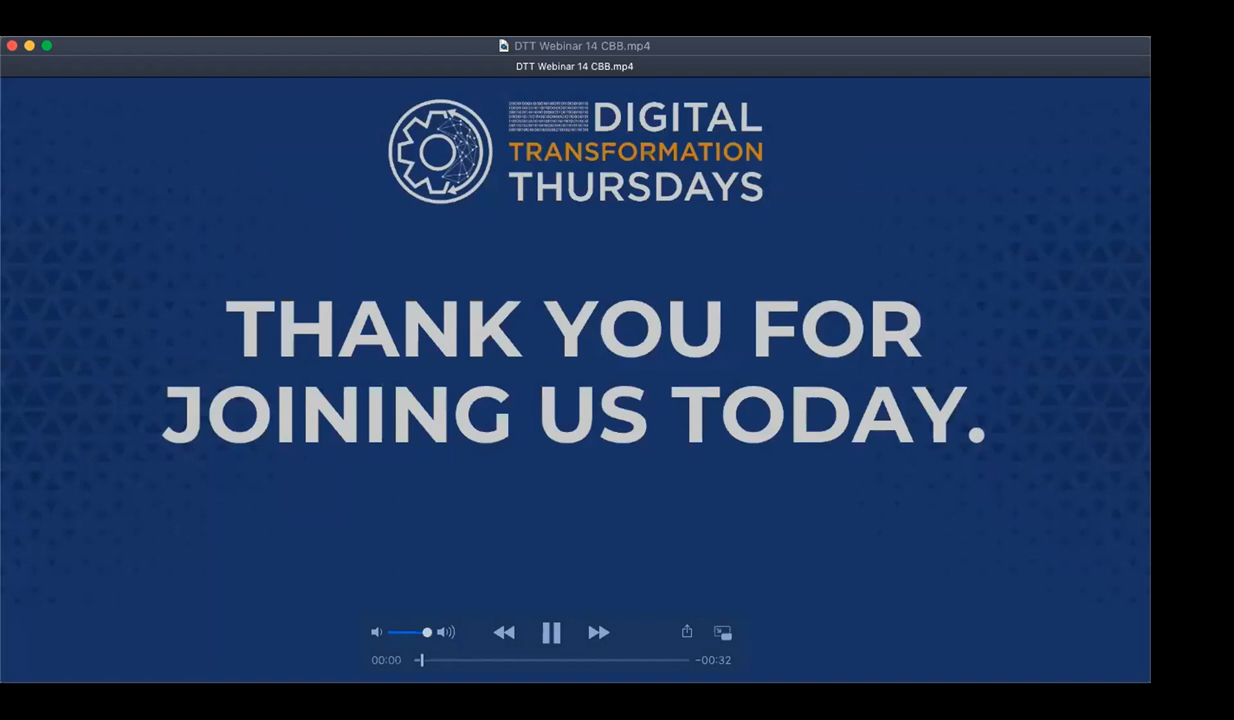 DTT Webinar 14 CBB.mp4
DTT Webinar 14 CBB.mp4
DIGITAL
TRANSFORMATION
THURSDAYS
THANK YOU FOR
JOINING US TODAY.
00:00
-00:32